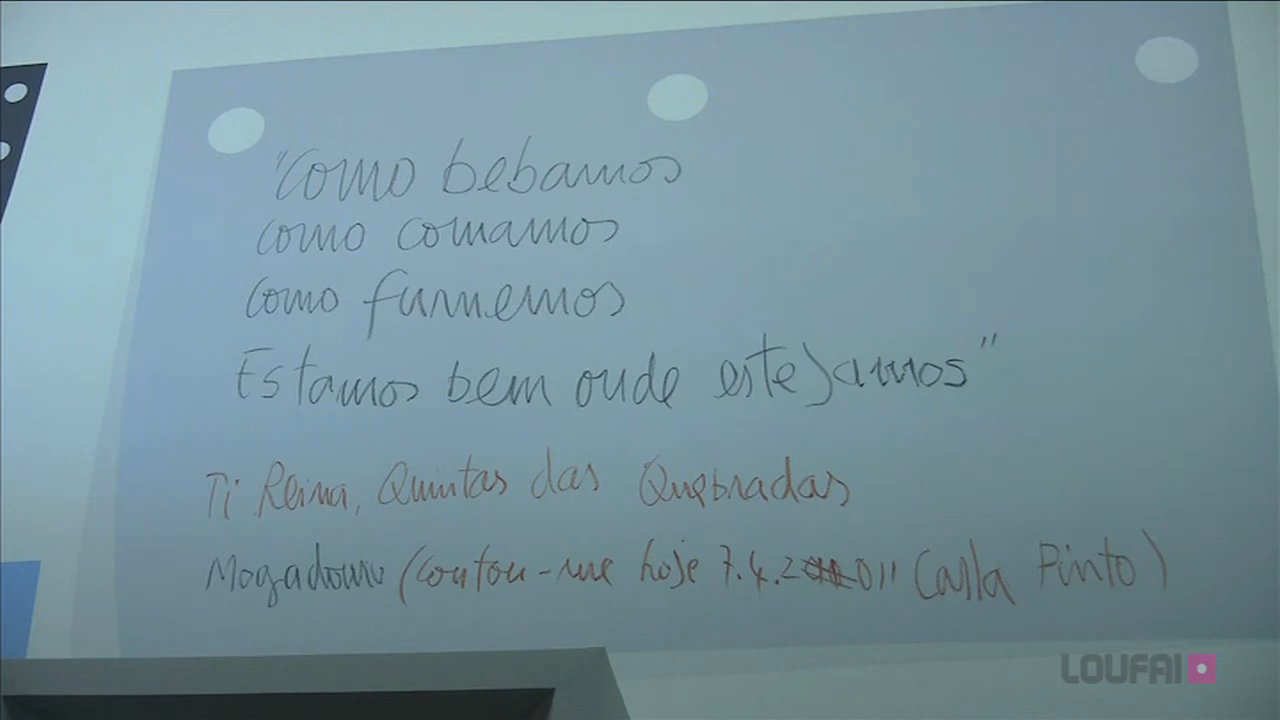 "Como bebamos
como comamos
como fumemos
Estamos bem onde estejamos"
Ti Reina, Quintas das Quebradas
Mogadouro (contou-me hoje 7.4.2011 Carla Pinto)
LOUFAI